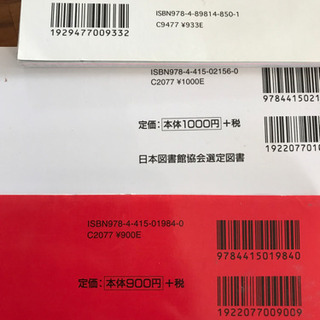 1929477009332
ISBN978-4-89814-850-1
C9477 ¥933E
ISBN978-4-415-02156-0
C2077 ¥1000E
9784415021
定価：本体1000円＋税
日本図書館協会選定図書
1922077010
ISBN978-4-415-01984-0
C2077 ¥900E
9784415019840
定価：本体900円＋税
1922077009009